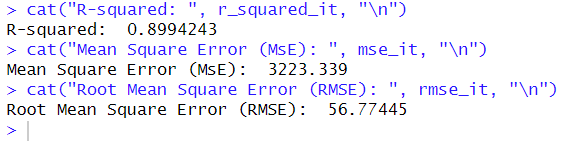 > cat("R-squared: ", r_squared_it, "\n")
R-squared:  0.8994243
> cat("Mean Square Error (MsE): ", mse_it, "\n")
Mean Square Error (MsE):  3223.339
> cat("Root Mean Square Error (RMSE): ", rmse_it, "\n")
Root Mean Square Error (RMSE):  56.77445
>